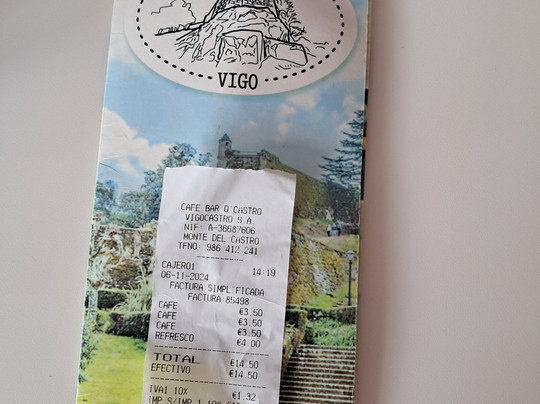 VIGO
CAFE BAR O'CASTRO
VIGOCASTRO S.A.
NIF: A-36687606
MONTE DEL CASTRO
TFNO: 986 412 241
CAJERO1 14:19
06-11-2024
FACTURA SIMPLIFICADA
FACTURA:85498
CAFE €3.50
CAFE €3.50
CAFE €3.50
REFRESCO €4.00
TOTAL €14.50
EFECTIVO €14.50
IVA1 10% €1.32